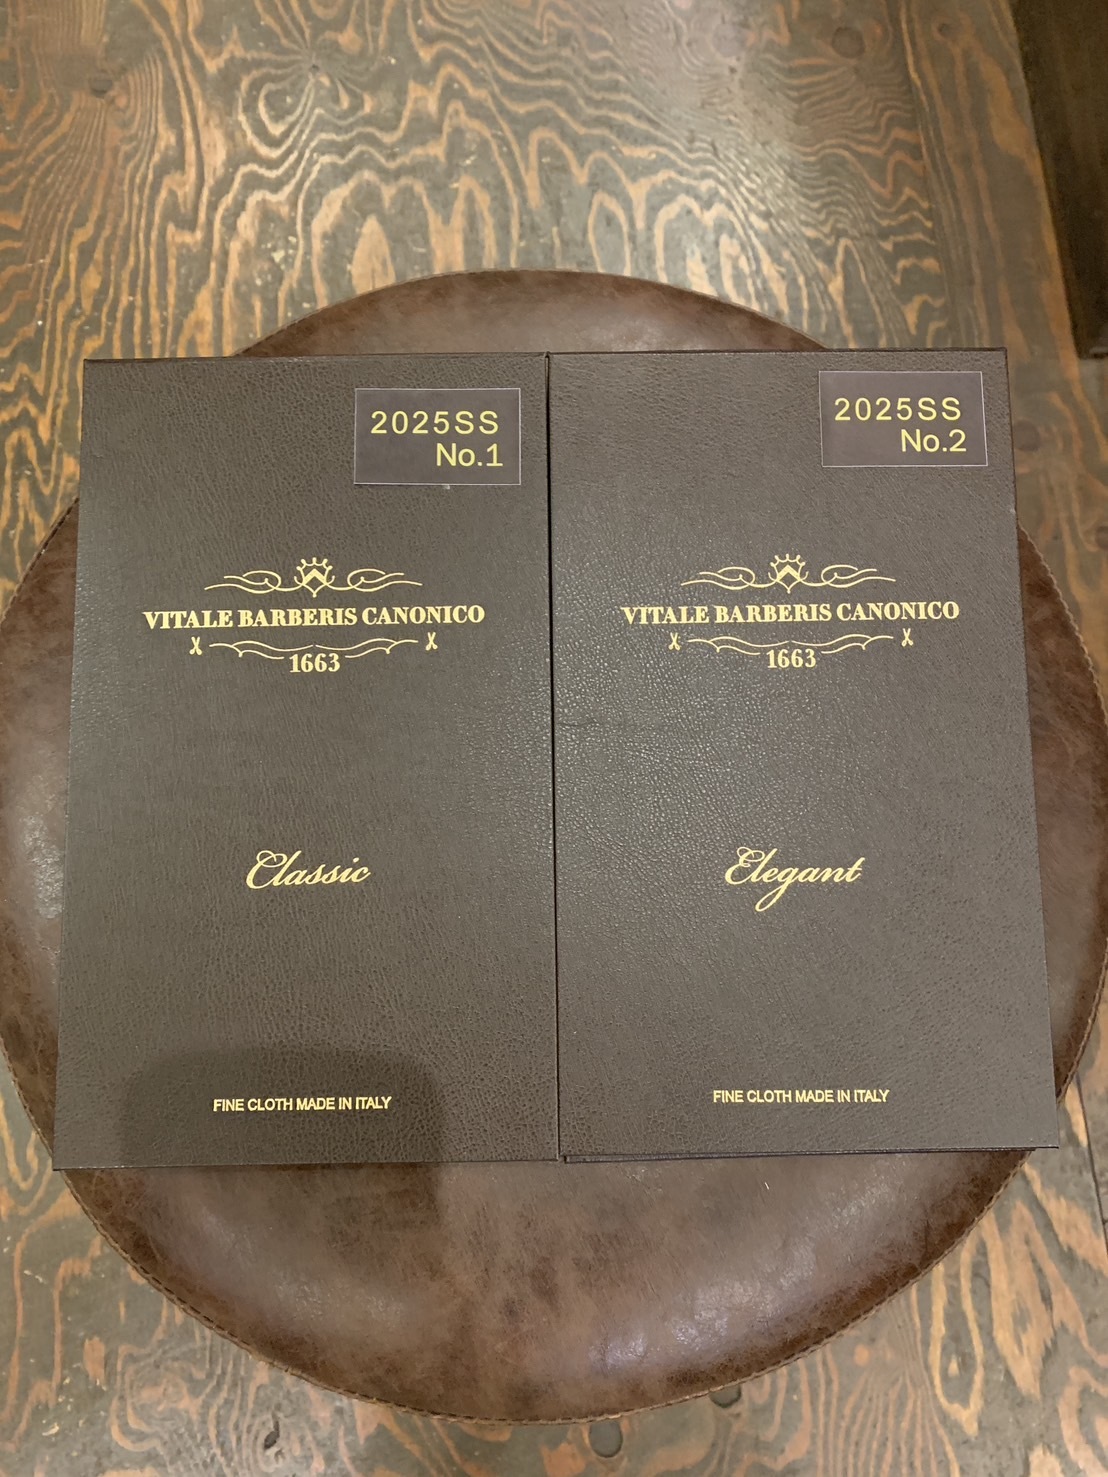 2025SS
No.1
VITALE BARBERIS CANONICO
1663
Classic
FINE CLOTH MADE IN ITALY
2025SS
No.2
VITALE BARBERIS CANONICO
1663
Elegant
FINE CLOTH MADE IN ITALY